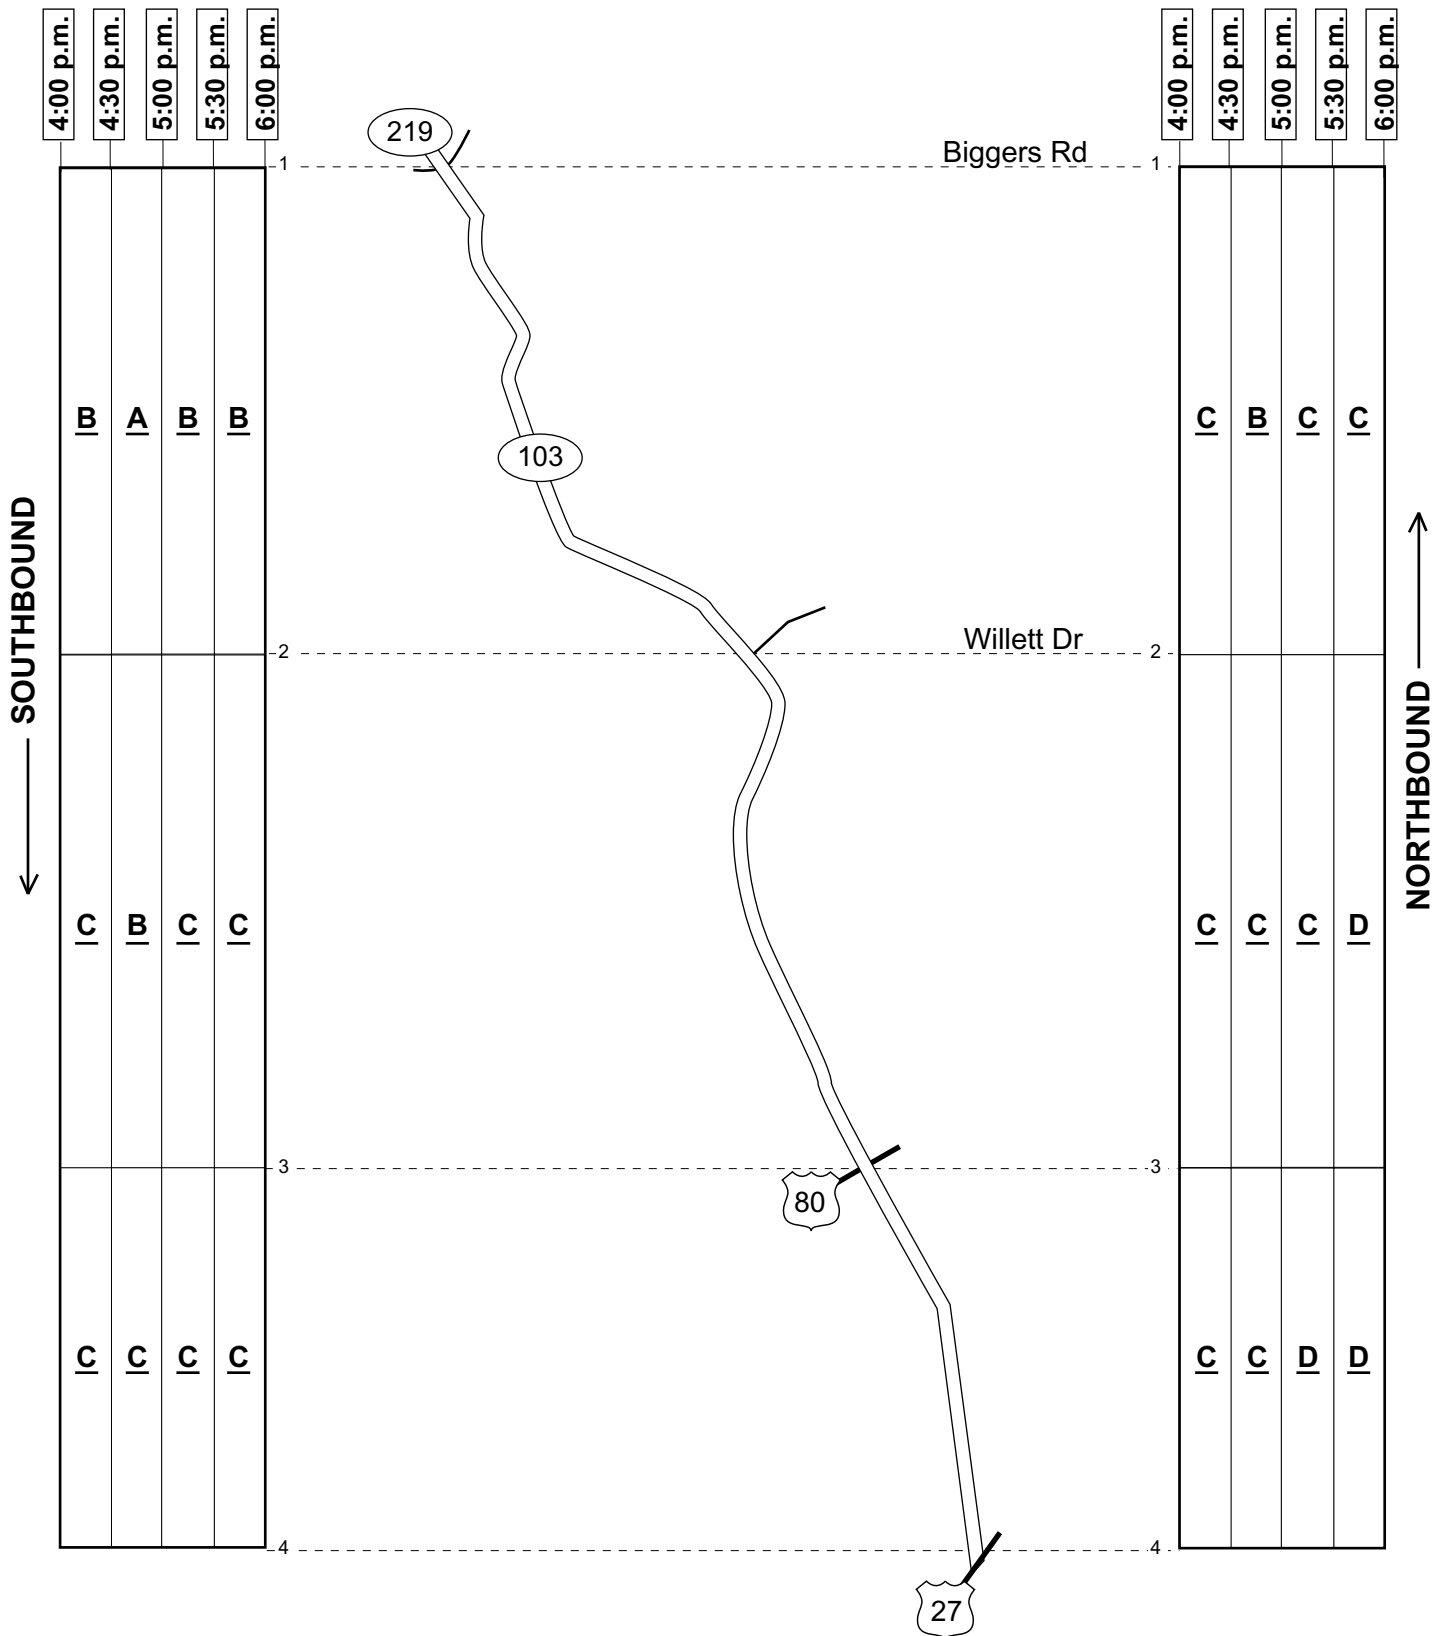 4:00 p.m.
4:30 p.m.
5:00 p.m.
5:30 p.m.
6:00 p.m.
4:00 p.m.
4:30 p.m.
5:00 p.m.
5:30 p.m.
6:00 p.m.
219
Biggers Rd
1
1
B A B B
C B C C
103
SOUTHBOUND
NORTHBOUND
Willett Dr
2
2
C B C C
C C C D
3
3
80
C C C C
C C D D
4
4
27